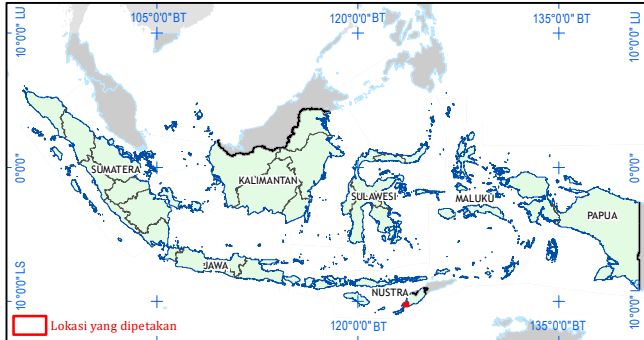 105°0'0" BT
120°0'0" BT
135°0'0" BT
10°0'0" LU
10°0'0" LU
SUMATERA
KALIMANTAN
SULAWESI
MALUKU
PAPUA
0°0'0"
0°0'0"
JAWA
NUSTRA
10°0'0" LS
10°0'0" LS
Lokasi yang dipetakan
120°0'0" BT
135°0'0" BT